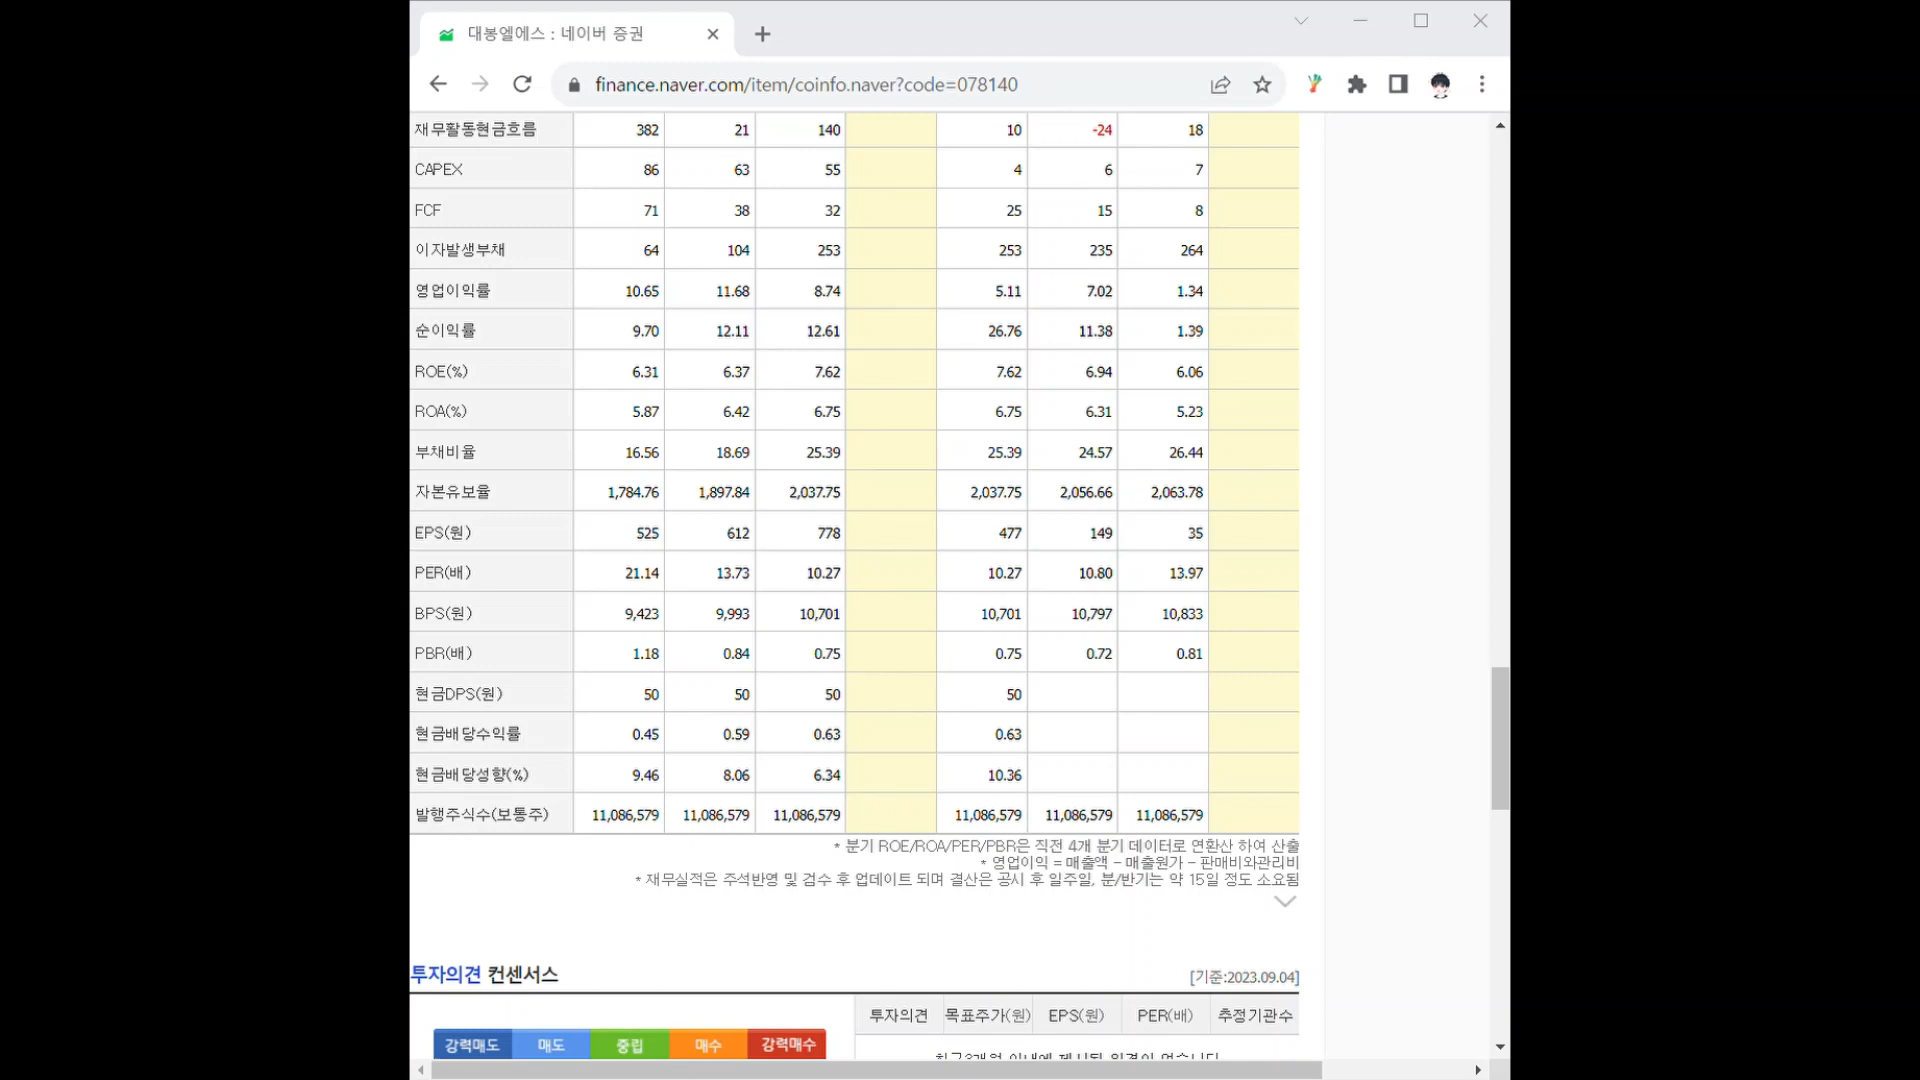 대봉엘에스 : 네이버 증권
finance.naver.com/item/coinfo.naver?code=078140
재무활동현금흐름 382 21 140 10 -24 18
CAPEX 86 63 55 4 6 7
FCF 71 38 32 25 15 8
이자발생부채 64 104 253 253 235 264
영업이익률 10.65 11.68 8.74 5.11 7.02 1.34
순이익률 9.70 12.11 12.61 26.76 11.38 1.39
ROE(%) 6.31 6.37 7.62 7.62 6.94 6.06
ROA(%) 5.87 6.42 6.75 6.75 6.31 5.23
부채비율 16.56 18.69 25.39 25.39 24.57 26.44
자본유보율 1,784.76 1,897.84 2,037.75 2,037.75 2,056.66 2,063.78
EPS(원) 525 612 778 477 149 35
PER(배) 21.14 13.73 10.27 10.27 10.80 13.97
BPS(원) 9,423 9,993 10,701 10,701 10,797 10,833
PBR(배) 1.18 0.84 0.75 0.75 0.72 0.81
현금DPS(원) 50 50 50 50
현금배당수익률 0.45 0.59 0.63 0.63
현금배당성향(%) 9.46 8.06 6.34 10.36
발행주식수(보통주) 11,086,579 11,086,579 11,086,579 11,086,579 11,086,579 11,086,579
* 분기 ROE/ROA/PER/PBR은 직전 4개 분기 데이터로 연환산 하여 산출
* 영업이익 = 매출액 - 매출원가 - 판매비와관리비
* 재무실적은 주석반영 및 검수 후 업데이트 되며 결산은 공시 후 일주일, 분/반기는 약 15일 정도 소요됨
투자의견 컨센서스 [기준:2023.09.04]
투자의견 목표주가(원) EPS(원) PER(배) 추정기관수
강력매도 매도 중립 매수 강력매수
최근3개월 이내에 제시된 의견이 없습니다